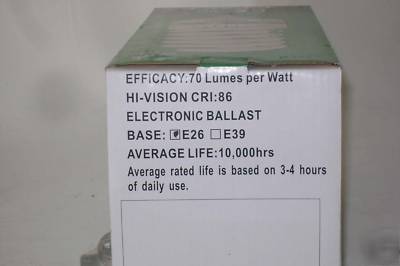 EFFICACY:70 Lumes per Watt
HI-VISION CRI:86
ELECTRONIC BALLAST
BASE: E26 E39
AVERAGE LIFE:10,000hrs
Average rated life is based on 3-4 hours
of daily use.